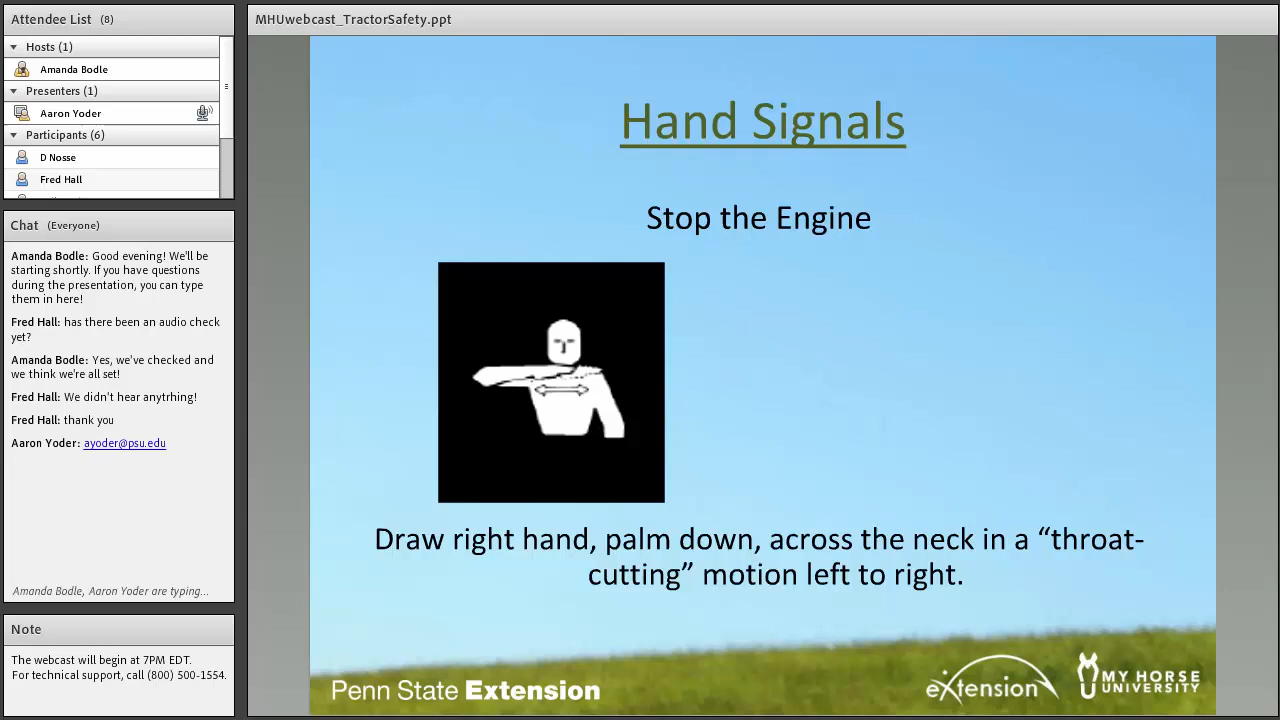 Attendee List (8)
Hosts (1)
Amanda Bodle
Presenters (1)
Aaron Yoder
Participants (6)
D Nosse
Fred Hall
Chat (Everyone)
Amanda Bodle: Good evening! We'll be
starting shortly. If you have questions
during the presentation, you can type
them in here!
Fred Hall: has there been an audio check
yet?
Amanda Bodle: Yes, we've checked and
we think we're all set!
Fred Hall: We didn't hear anytrhing!
Fred Hall: thank you
Aaron Yoder: ayoder@psu.edu
Amanda Bodle, Aaron Yoder are typing...
Note
The webcast will begin at 7PM EDT.
For technical support, call (800) 500-1554.
MHUwebcast_TractorSafety.ppt
Hand Signals
Stop the Engine
Draw right hand, palm down, across the neck in a “throat-
cutting” motion left to right.
Penn State Extension
eXtension
MY HORSE
UNIVERSITY